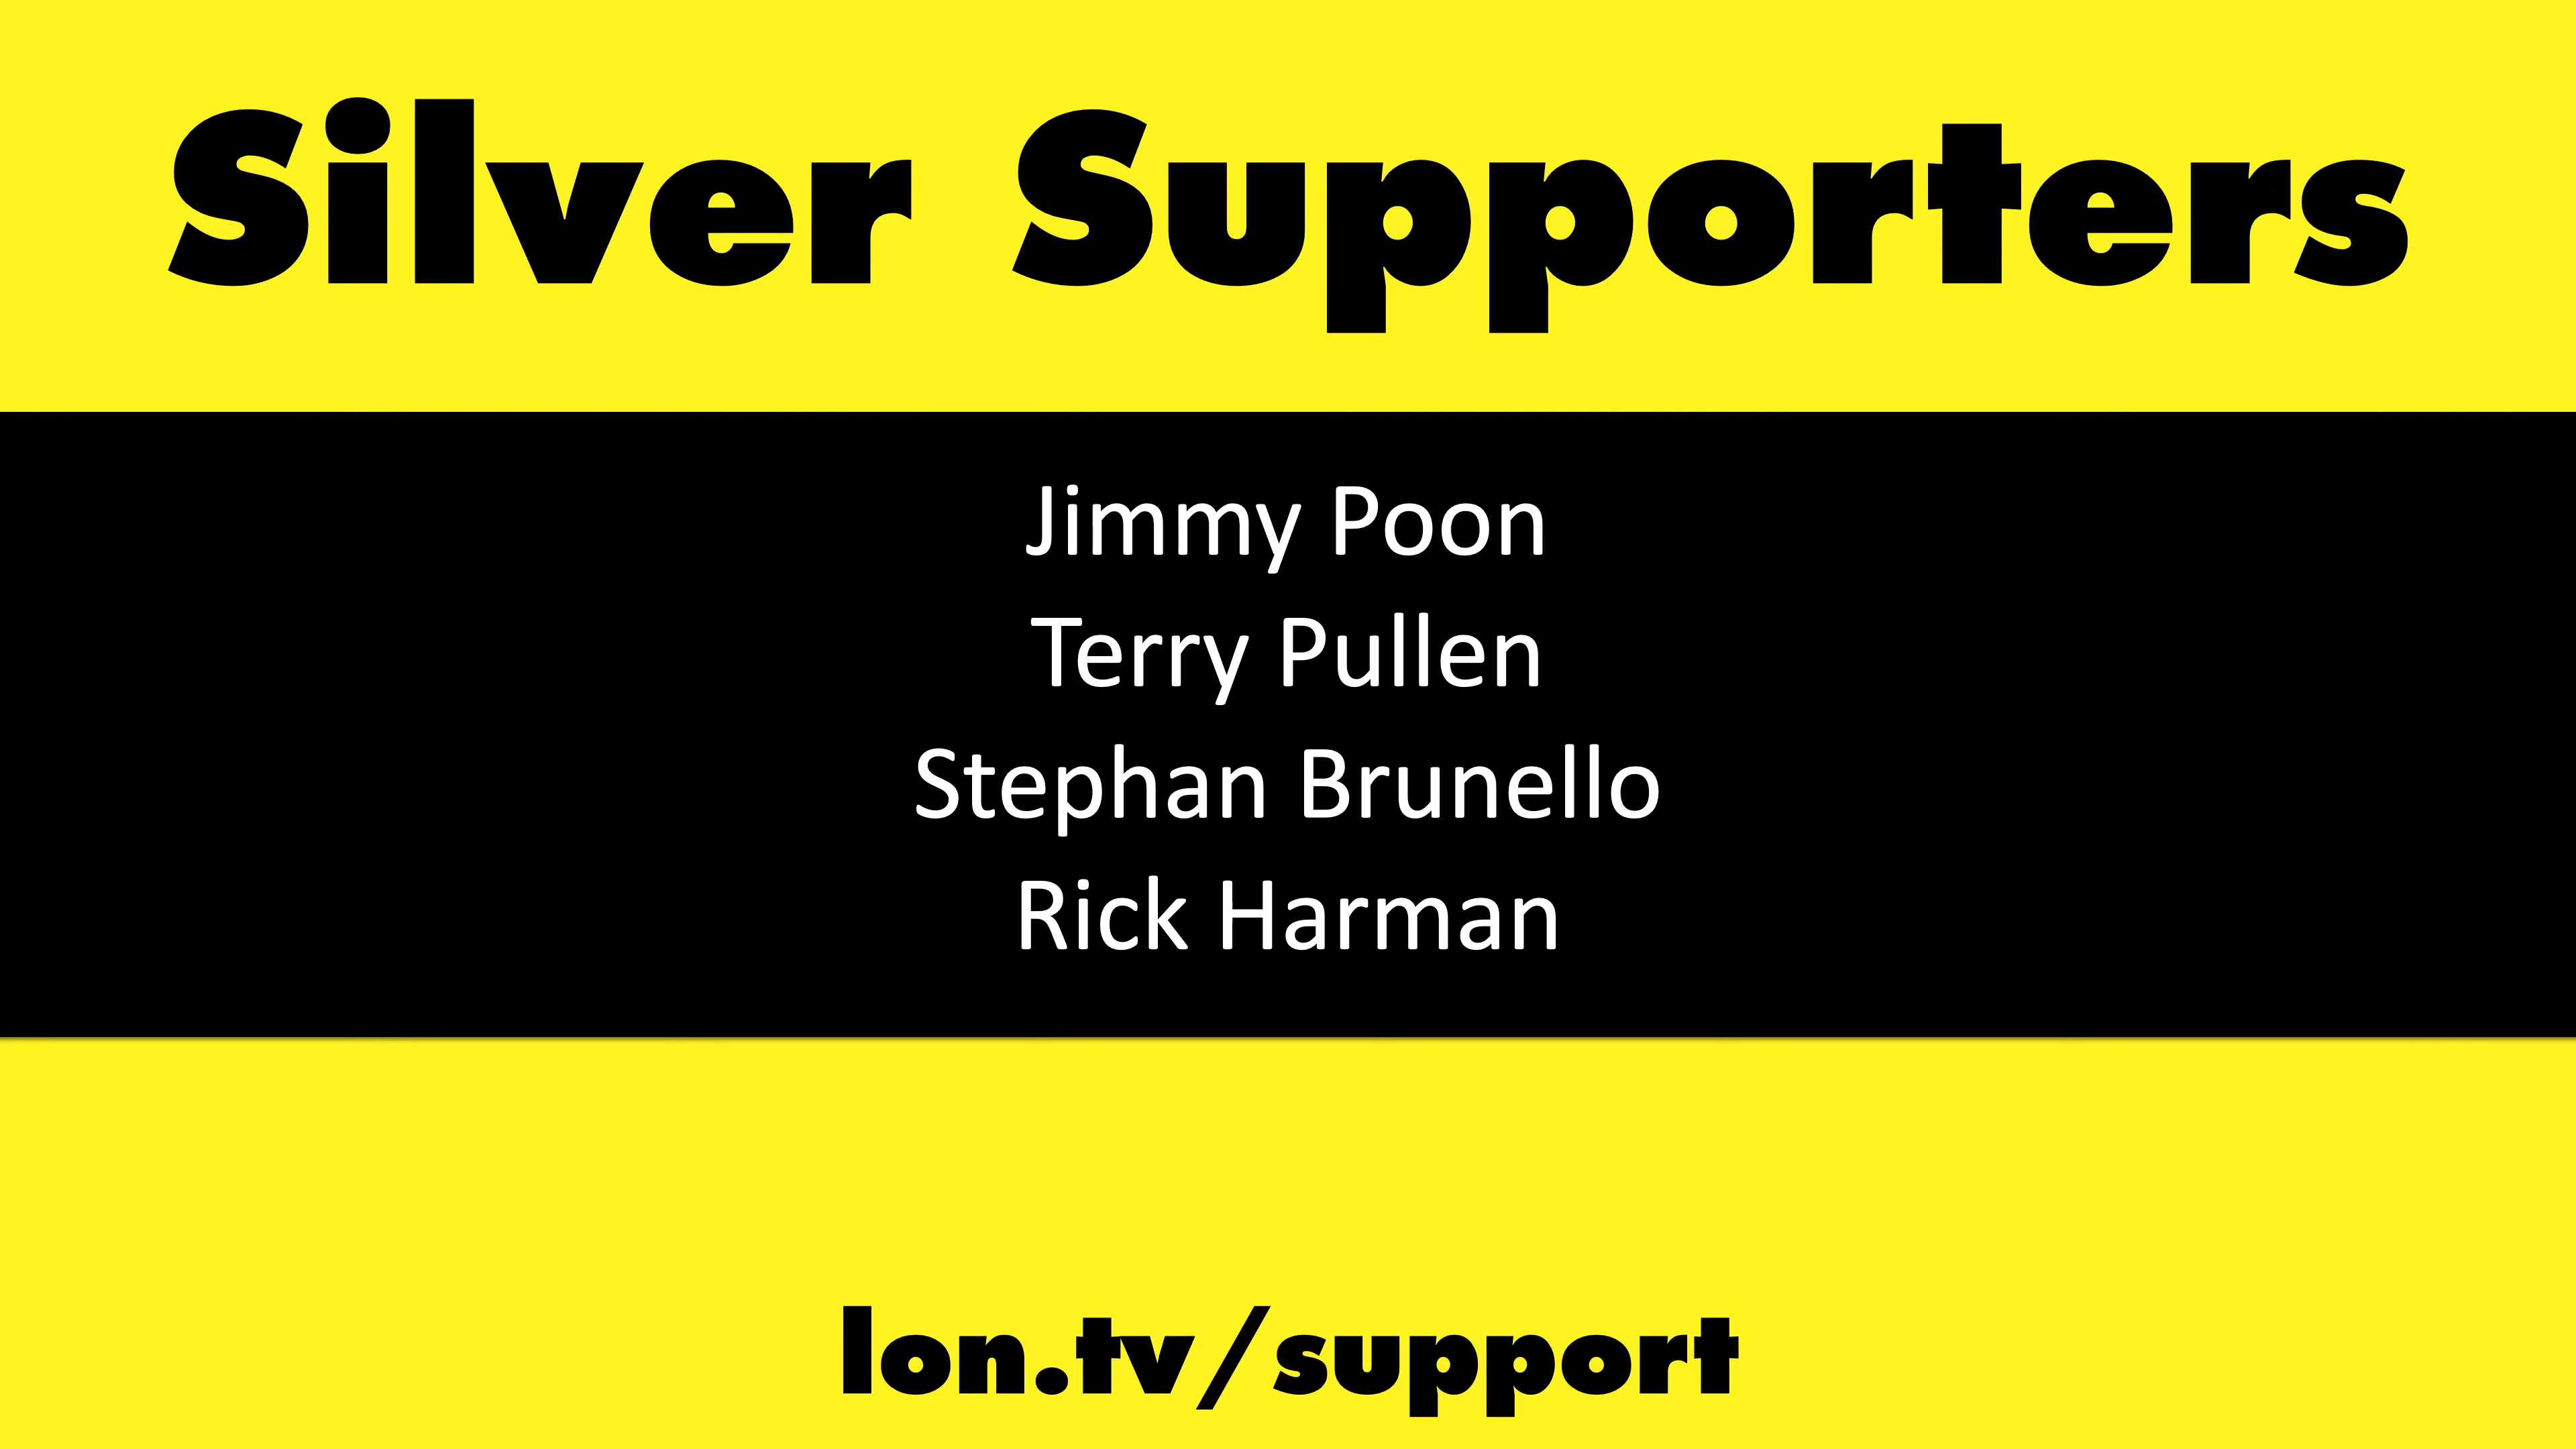 Silver Supporters
Jimmy Poon
Terry Pullen
Stephan Brunello
Rick Harman
lon.tv/support